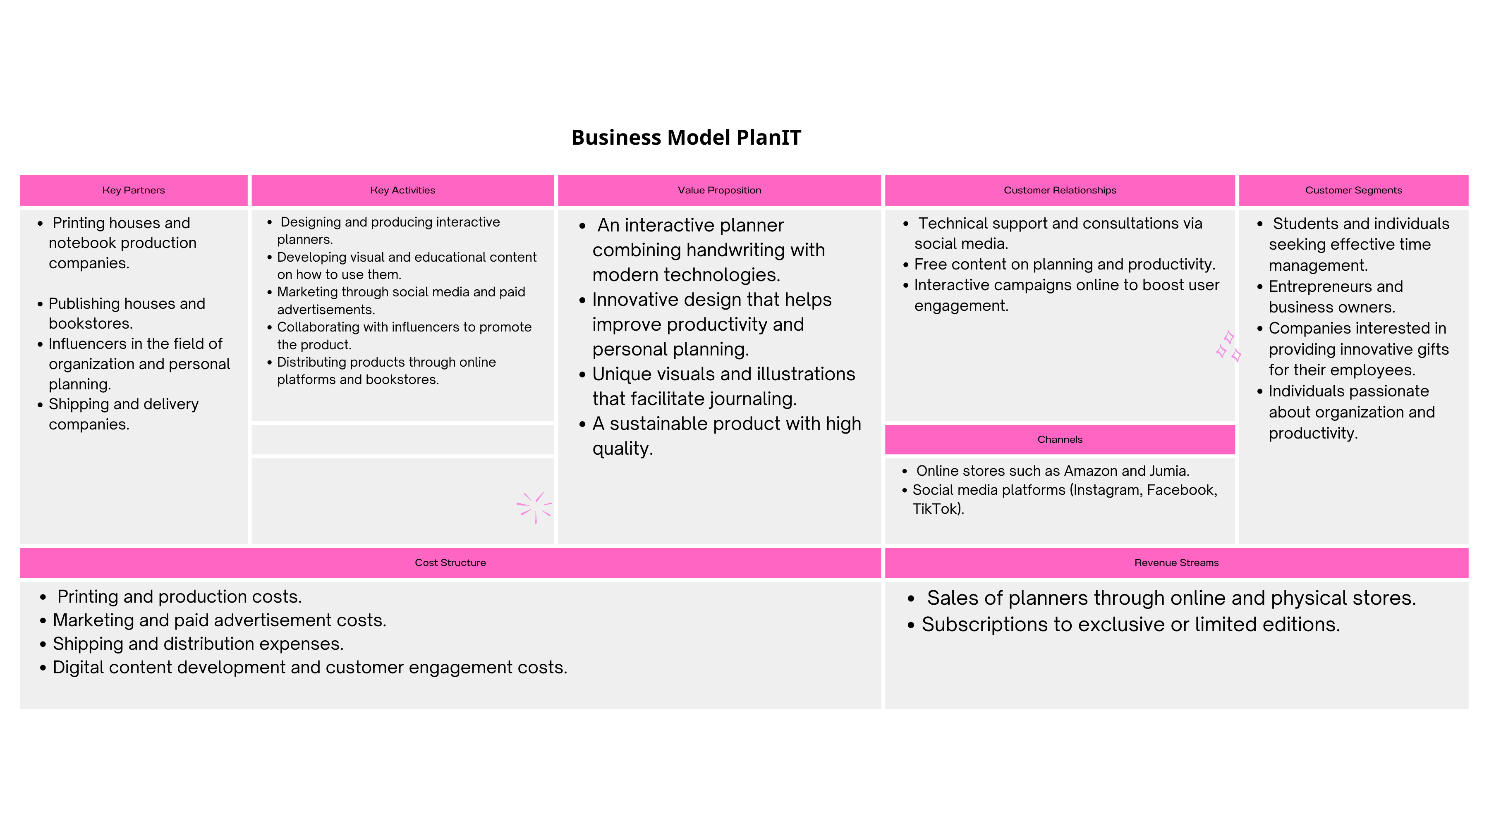 Business Model PlanIT
Key Partners
• Printing houses and
notebook production
companies.
• Publishing houses and
bookstores.
• Influencers in the field of
organization and personal
planning.
• Shipping and delivery
companies.
Key Activities
• Designing and producing interactive
planners.
• Developing visual and educational content
on how to use them.
• Marketing through social media and paid
advertisements.
• Collaborating with influencers to promote
the product.
• Distributing products through online
platforms and bookstores.
Value Proposition
• An interactive planner
combining handwriting with
modern technologies.
• Innovative design that helps
improve productivity and
personal planning.
• Unique visuals and illustrations
that facilitate journaling.
• A sustainable product with high
quality.
Customer Relationships
• Technical support and consultations via
social media.
• Free content on planning and productivity.
• Interactive campaigns online to boost user
engagement.
Channels
• Online stores such as Amazon and Jumia.
• Social media platforms (Instagram, Facebook,
TikTok).
Customer Segments
• Students and individuals
seeking effective time
management.
• Entrepreneurs and
business owners.
• Companies interested in
providing innovative gifts
for their employees.
• Individuals passionate
about organization and
productivity.
Cost Structure
• Printing and production costs.
• Marketing and paid advertisement costs.
• Shipping and distribution expenses.
• Digital content development and customer engagement costs.
Revenue Streams
• Sales of planners through online and physical stores.
• Subscriptions to exclusive or limited editions.